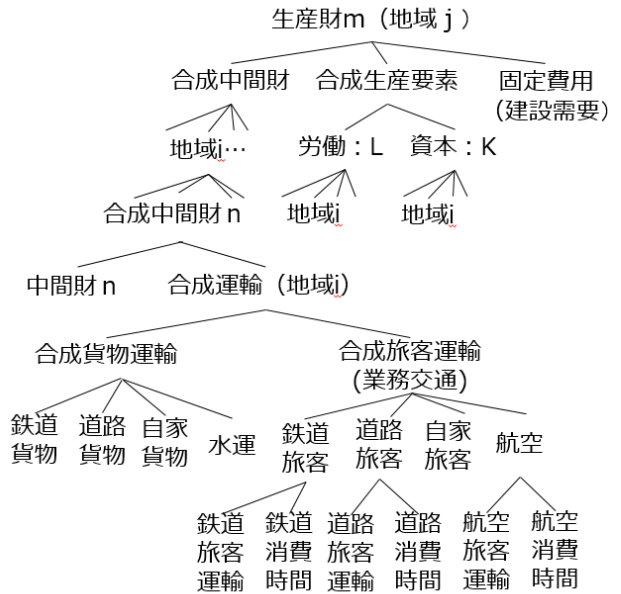 生産財m（地域ｊ）
合成中間財
合成生産要素
固定費用
（建設需要）
地域i…
労働：L
資本：K
合成中間財ｎ
地域i
地域i
中間財ｎ
合成運輸（地域i）
合成貨物運輸
合成旅客運輸
(業務交通)
鉄道
貨物
道路
貨物
自家
貨物
水運
鉄道
旅客
道路
旅客
自家
旅客
航空
鉄道
旅客
運輸
鉄道
消費
時間
道路
旅客
運輸
道路
消費
時間
航空
旅客
運輸
航空
消費
時間